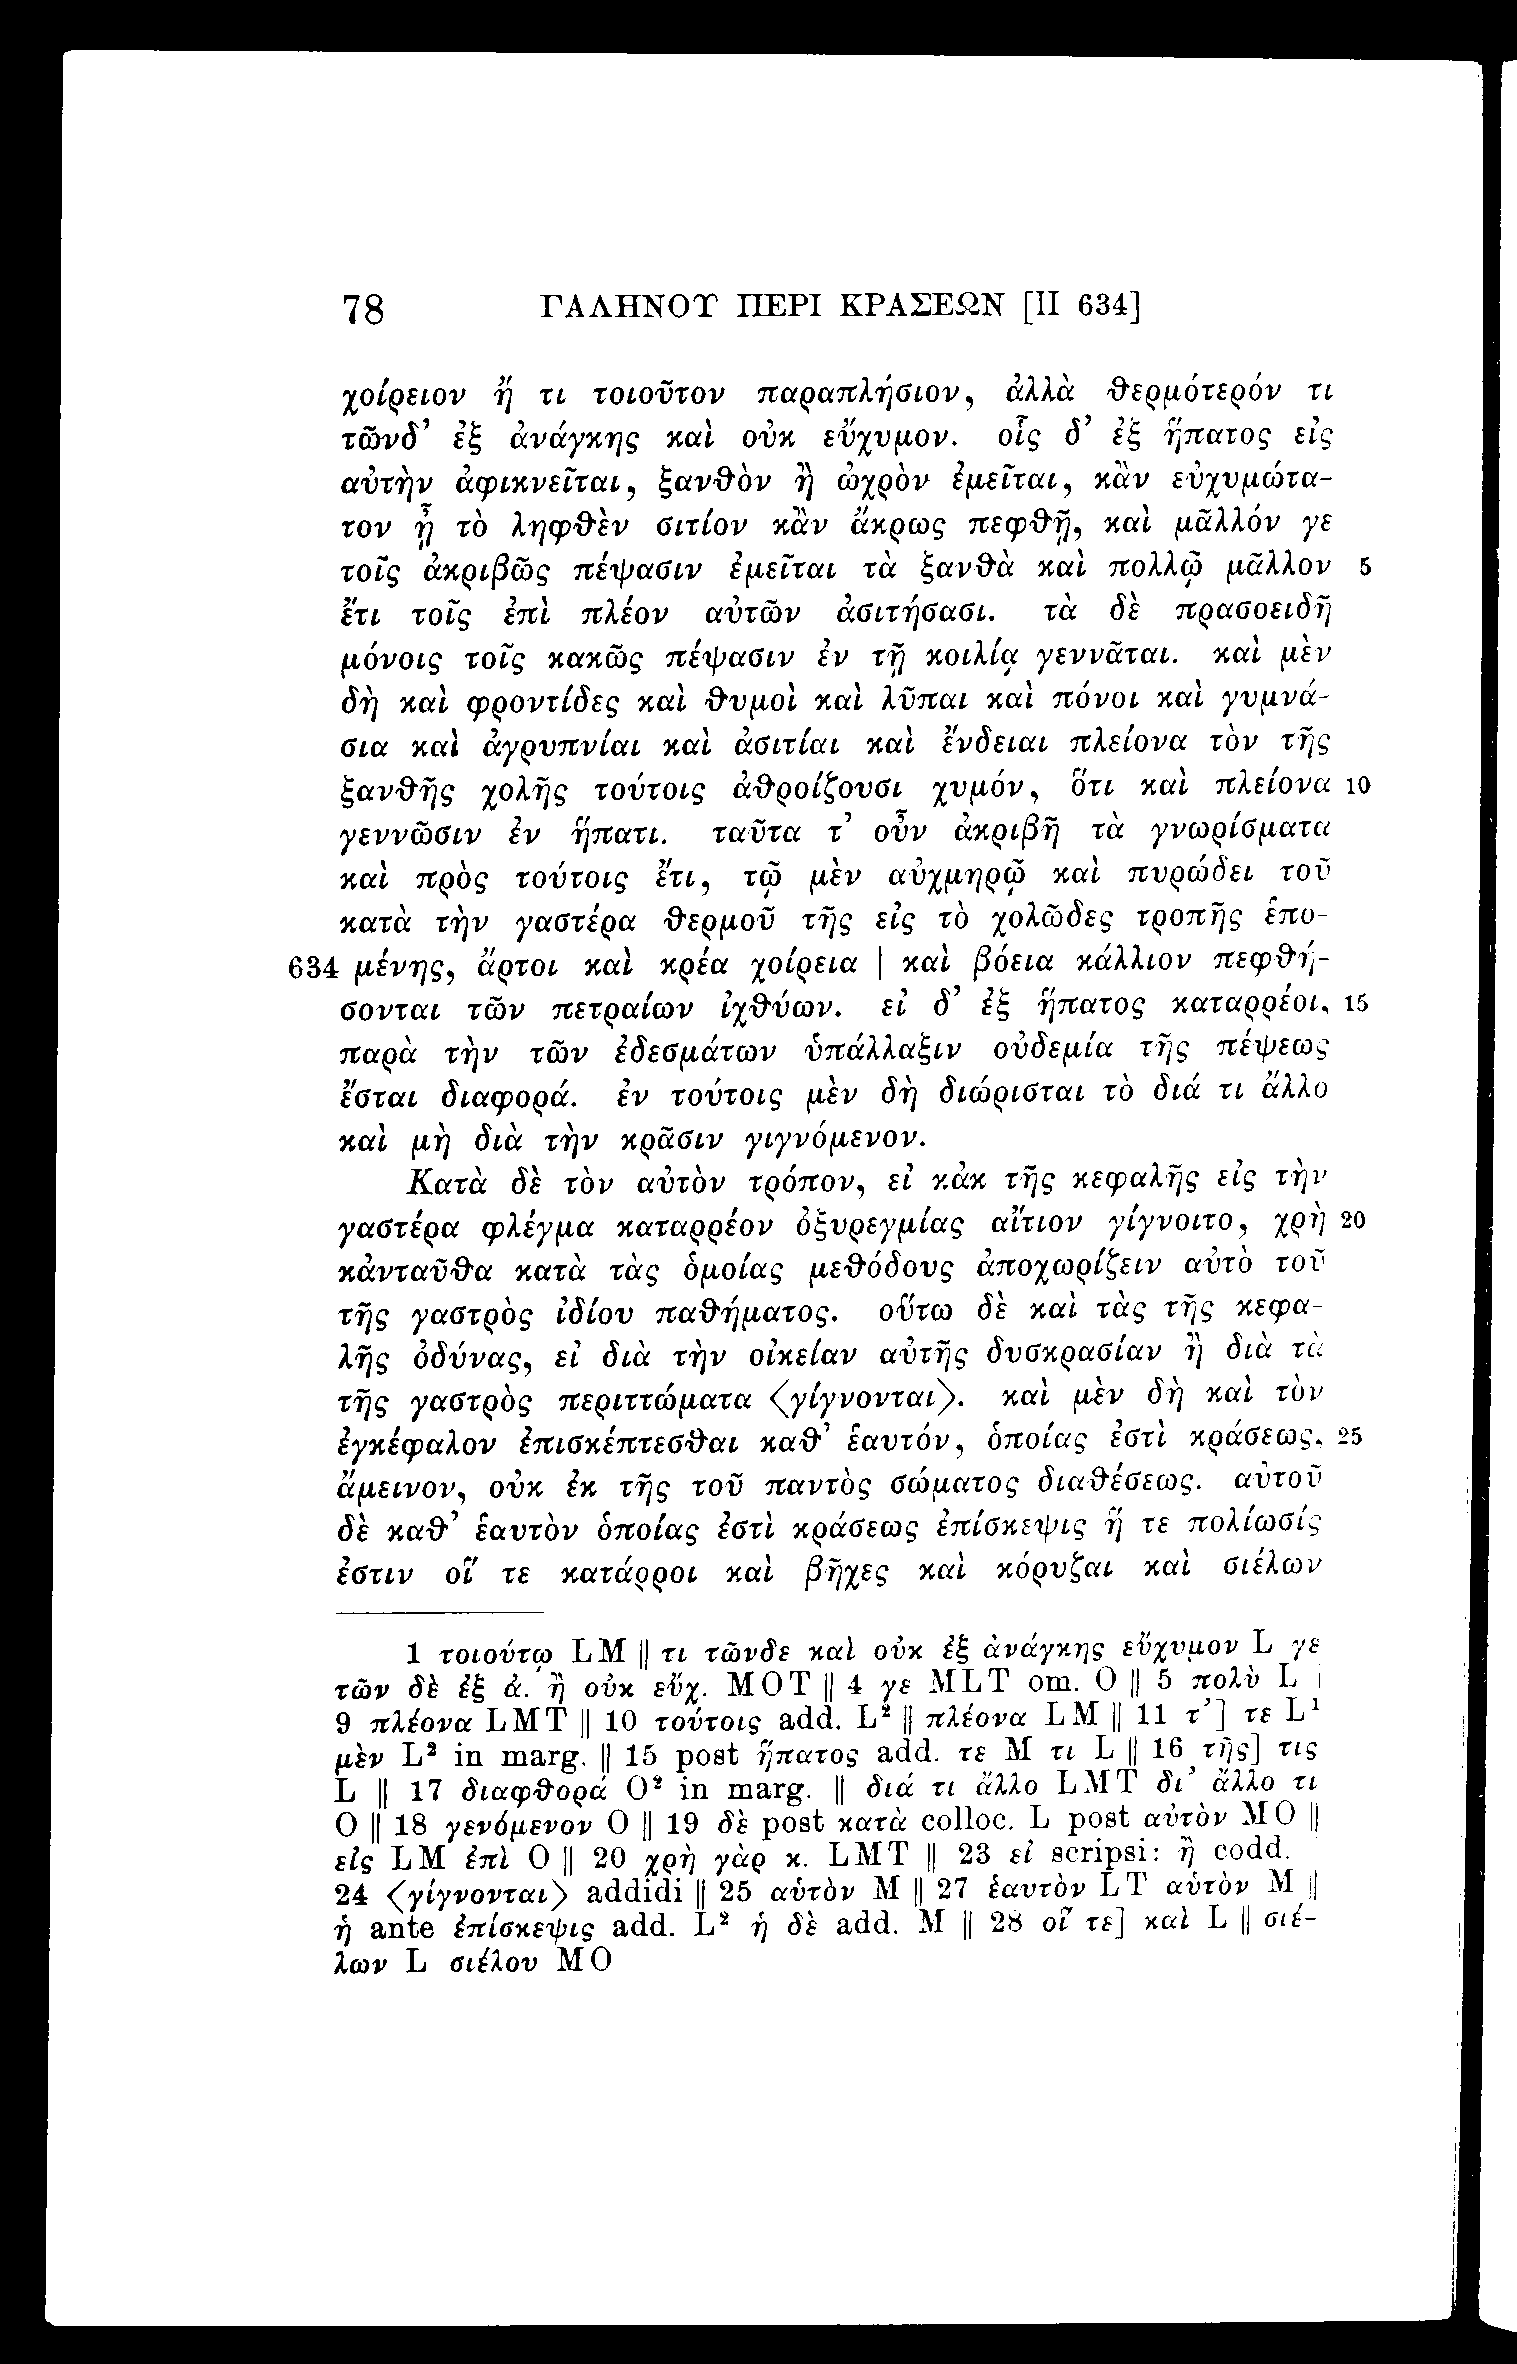 78 ΓΑΛΗΝΟΥ ΠΕΡΙ ΚΡΑΣΕΩΝ [II 634]
χοίρειον ἤ τι τοιοῦτον παραπλήσιον, ἀλλὰ θερμότερόν τι
τῶνδ’ ἐξ ἀνάγκης καὶ οὐκ εὔχυμον. οἷς δ’ ἐξ ἥπατος εἰς
αὐτὴν ἀφικνεῖται, ξανθὸν ἢ ὠχρὸν ἐμεῖται, κἂν εὐχυμώτα-
τον ᾖ τὸ ληφθὲν σιτίον κἂν ἄκρως πεφθῇ, καὶ μᾶλλόν γε
τοῖς ἀκριβῶς πέψασιν ἐμεῖται τὰ ξανθὰ καὶ πολλῷ μᾶλλον 5
ἔτι τοῖς ἐπὶ πλέον αὐτῶν ἀσιτήσασι. τὰ δὲ πρασοειδῆ
μόνοις τοῖς κακῶς πέψασιν ἐν τῇ κοιλίᾳ γεννᾶται. καὶ μὲν
δὴ καὶ φροντίδες καὶ θυμοὶ καὶ λῦπαι καὶ πόνοι καὶ γυμνά-
σια καὶ ἀγρυπνίαι καὶ ἀσιτίαι καὶ ἔνδειαι πλείονα τὸν τῆς
ξανθῆς χολῆς τούτοις ἀθροίζουσι χυμόν, ὅτι καὶ πλείονα 10
γεννῶσιν ἐν ἥπατι. ταῦτα τ’ οὖν ἀκριβῆ τὰ γνωρίσματα
καὶ πρὸς τούτοις ἔτι, τῷ μὲν αὐχμηρῷ καὶ πυρώδει τοῦ
κατὰ τὴν γαστέρα θερμοῦ τῆς εἰς τὸ χολῶδες τροπῆς ἑπο-
634 μένης, ἄρτοι καὶ κρέα χοίρεια | καὶ βόεια κάλλιον πεφθή-
σονται τῶν πετραίων ἰχθύων. εἰ δ’ ἐξ ἥπατος καταρρέοι, 15
παρὰ τὴν τῶν ἐδεσμάτων ὑπάλλαξιν οὐδεμία τῆς πέψεως
ἔσται διαφορά. ἐν τούτοις μὲν δὴ διώρισται τὸ διά τι ἄλλο
καὶ μὴ διὰ τὴν κρᾶσιν γιγνόμενον.
Κατὰ δὲ τὸν αὐτὸν τρόπον, εἰ κἀκ τῆς κεφαλῆς εἰς τὴν
γαστέρα φλέγμα καταρρέον ὀξυρεγμίας αἴτιον γίγνοιτο, χρὴ 20
κἀνταῦθα κατὰ τὰς ὁμοίας μεθόδους ἀποχωρίζειν αὐτὸ τοῦ
τῆς γαστρὸς ἰδίου παθήματος. οὕτω δὲ καὶ τὰς τῆς κεφα-
λῆς ὀδύνας, εἰ διὰ τὴν οἰκείαν αὐτῆς δυσκρασίαν ἢ διὰ τὰ
τῆς γαστρὸς περιττώματα ⟨γίγνονται⟩. καὶ μὲν δὴ καὶ τὸν
ἐγκέφαλον ἐπισκέπτεσθαι καθ’ ἑαυτόν, ὁποίας ἐστὶ κράσεως, 25
ἄμεινον, οὐκ ἐκ τῆς τοῦ παντὸς σώματος διαθέσεως. αὐτοῦ
δὲ καθ’ ἑαυτὸν ὁποίας ἐστὶ κράσεως ἐπίσκεψις ἥ τε πολίωσίς
ἐστιν οἵ τε κατάρροι καὶ βῆχες καὶ κόρυζαι καὶ σιέλων
1 τοιούτῳ LM || τι τῶνδε καὶ οὐκ ἐξ ἀνάγκης εὔχυμον L γε
τῶν δὲ ἐξ ἀ. ἢ οὐκ εὔχ. MOT || 4 γε MLT om. O || 5 πολὺ L |
9 πλέονα LMT || 10 τούτοις add. L² || πλέονα LM || 11 τ’] τε L¹
μὲν L² in marg. || 15 post ἥπατος add. τε M τι L || 16 τῆς] τις
L || 17 διαφθορά O² in marg. || διά τι ἄλλο LMT δι’ ἄλλο τι
O || 18 γενόμενον O || 19 δὲ post κατὰ colloc. L post αὐτὸν MO ||
εἰς LM ἐπὶ O || 20 χρὴ γὰρ κ. LMT || 23 εἰ scripsi: ἢ codd.
24 ⟨γίγνονται⟩ addidi || 25 αὑτὸν M || 27 ἑαυτὸν LT αὑτὸν M ||
ἡ ante ἐπίσκεψις add. L² ἡ δὲ add. M || 28 οἵ τε] καὶ L || σιέ-
λων L σιέλου MO